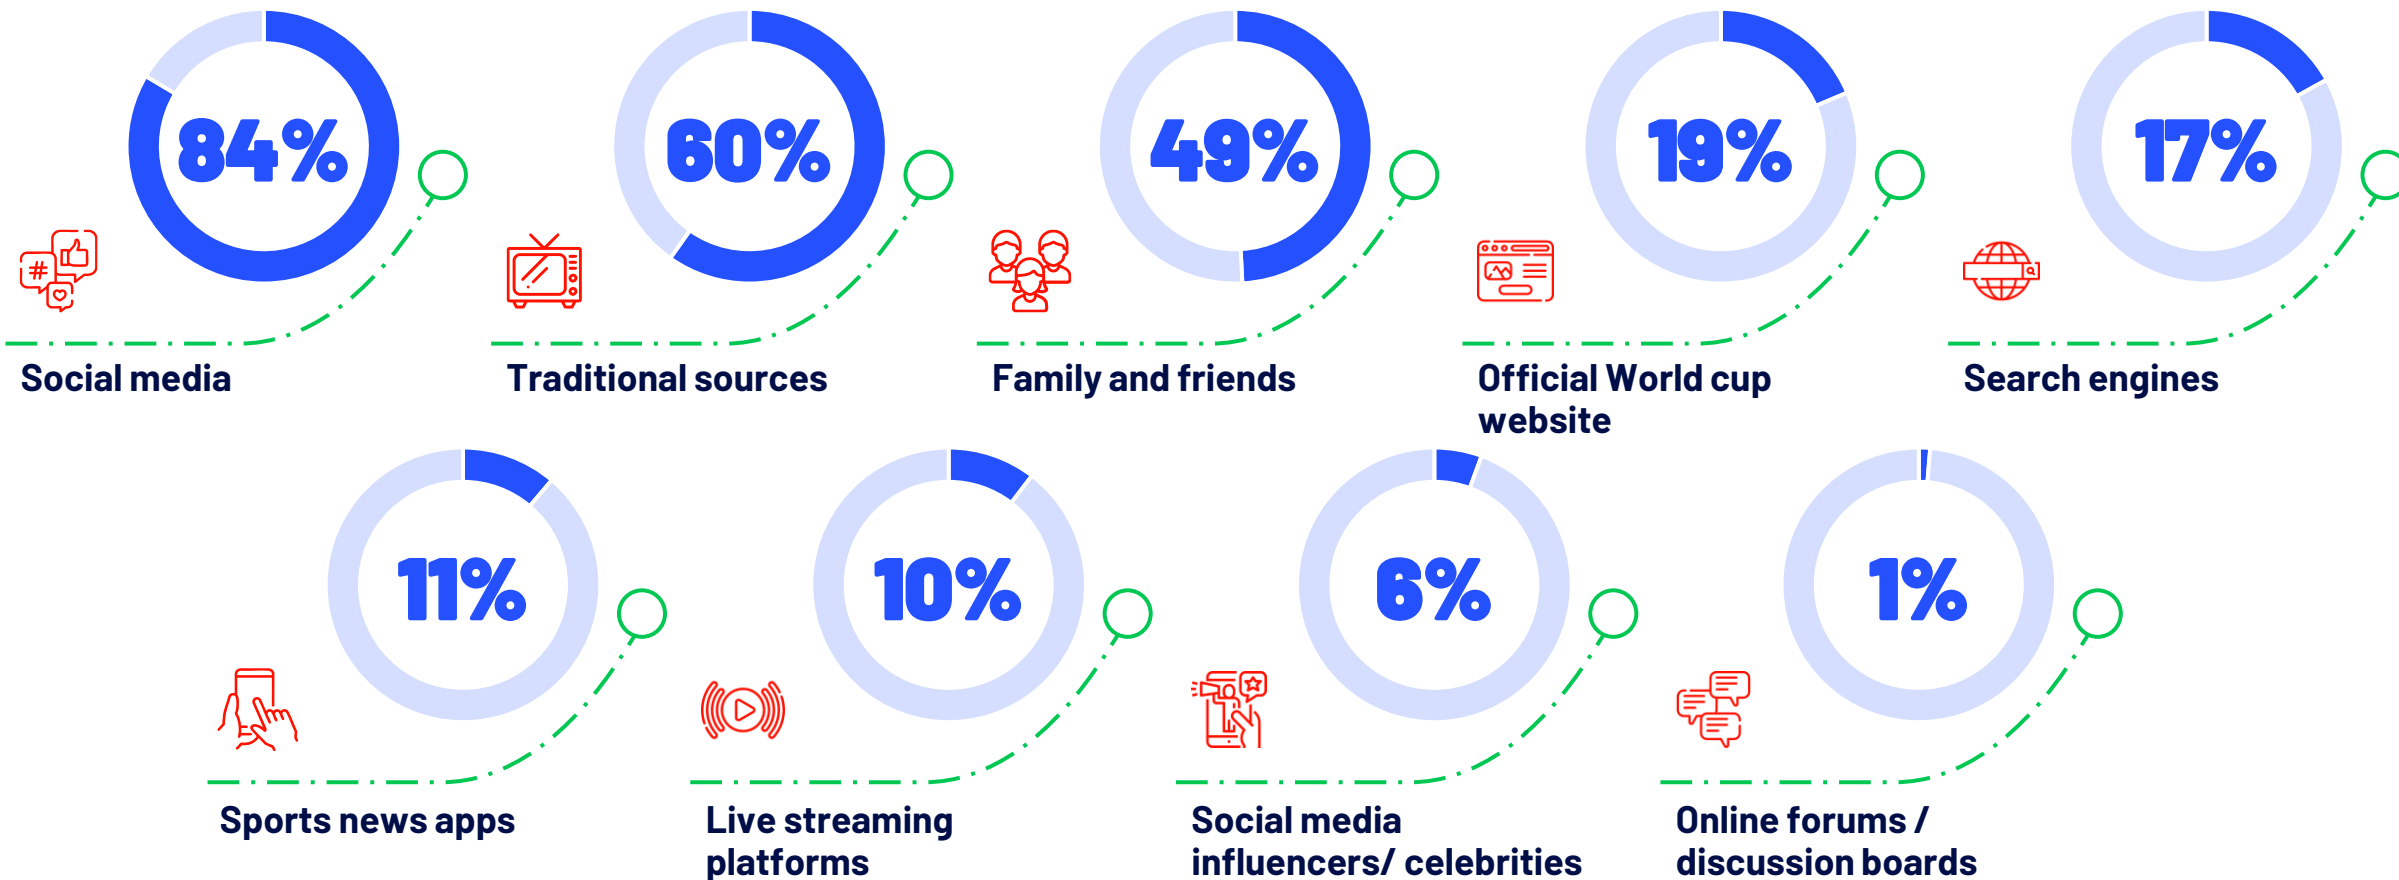 84%
60%
49%
19%
17%
#
Social media
Traditional sources
Family and friends
Official World cup
website
Search engines
11%
10%
6%
1%
Sports news apps
Live streaming
platforms
Social media
influencers/ celebrities
Online forums /
discussion boards